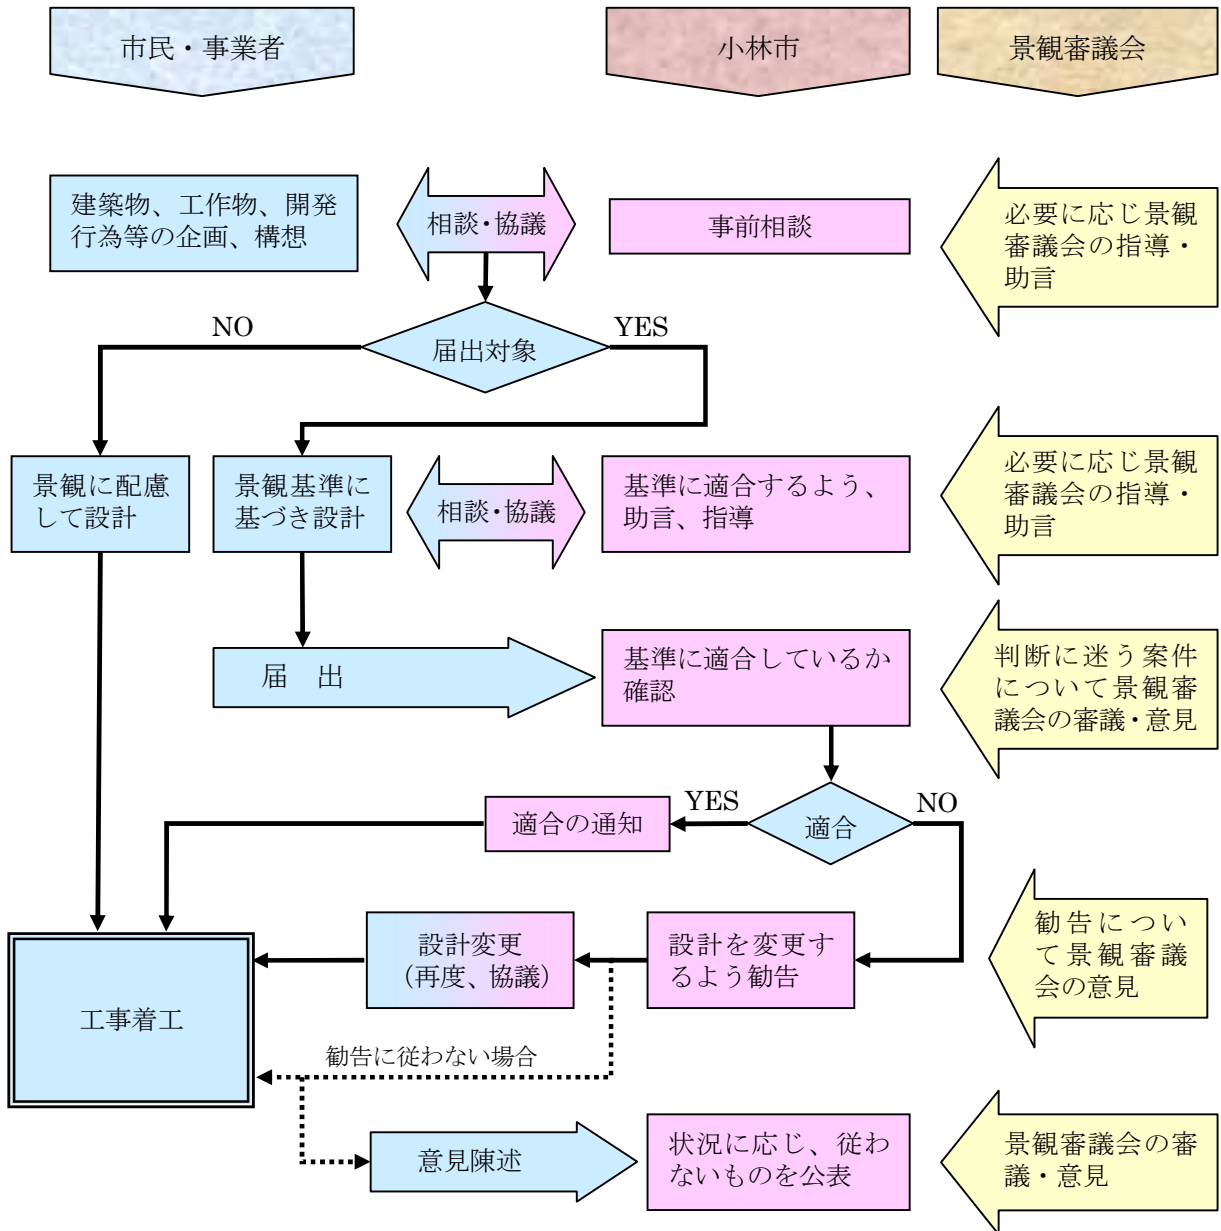 市民・事業者
小林市
景観審議会
建築物、工作物、開発
行為等の企画、構想
相談・協議
事前相談
必要に応じ景観
審議会の指導・
助言
NO
YES
届出対象
景観に配慮
して設計
景観基準に
基づき設計
相談・協議
基準に適合するよう、
助言、指導
必要に応じ景観
審議会の指導・
助言
届 出
基準に適合しているか
確認
判断に迷う案件
について景観審
議会の審議・意見
YES
NO
適合の通知
適合
設計変更
(再度、協議)
設計を変更す
るよう勧告
勧告につい
て景観審議
会の意見
工事着工
勧告に従わない場合
意見陳述
状況に応じ、従わ
ないものを公表
景観審議会の審
議・意見